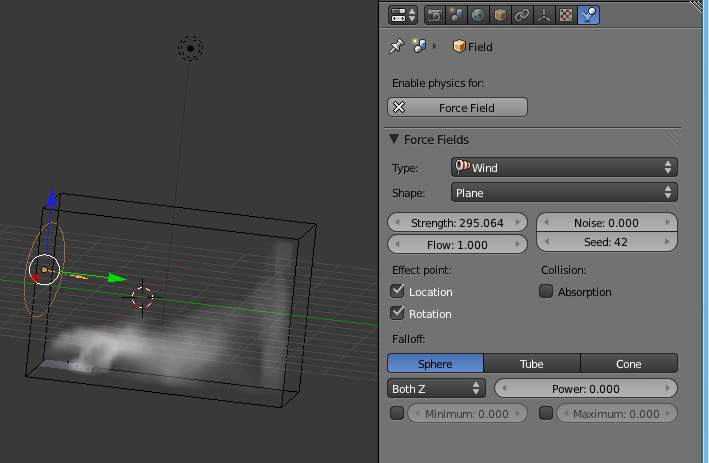 Field
Enable physics for:
Force Field
Force Fields
Type: Wind
Shape: Plane
Strength: 295.064 Noise: 0.000
Flow: 1.000 Seed: 42
Effect point: Collision:
Location Absorption
Rotation
Falloff:
Sphere Tube Cone
Both Z Power: 0.000
Minimum: 0.000 Maximum: 0.000